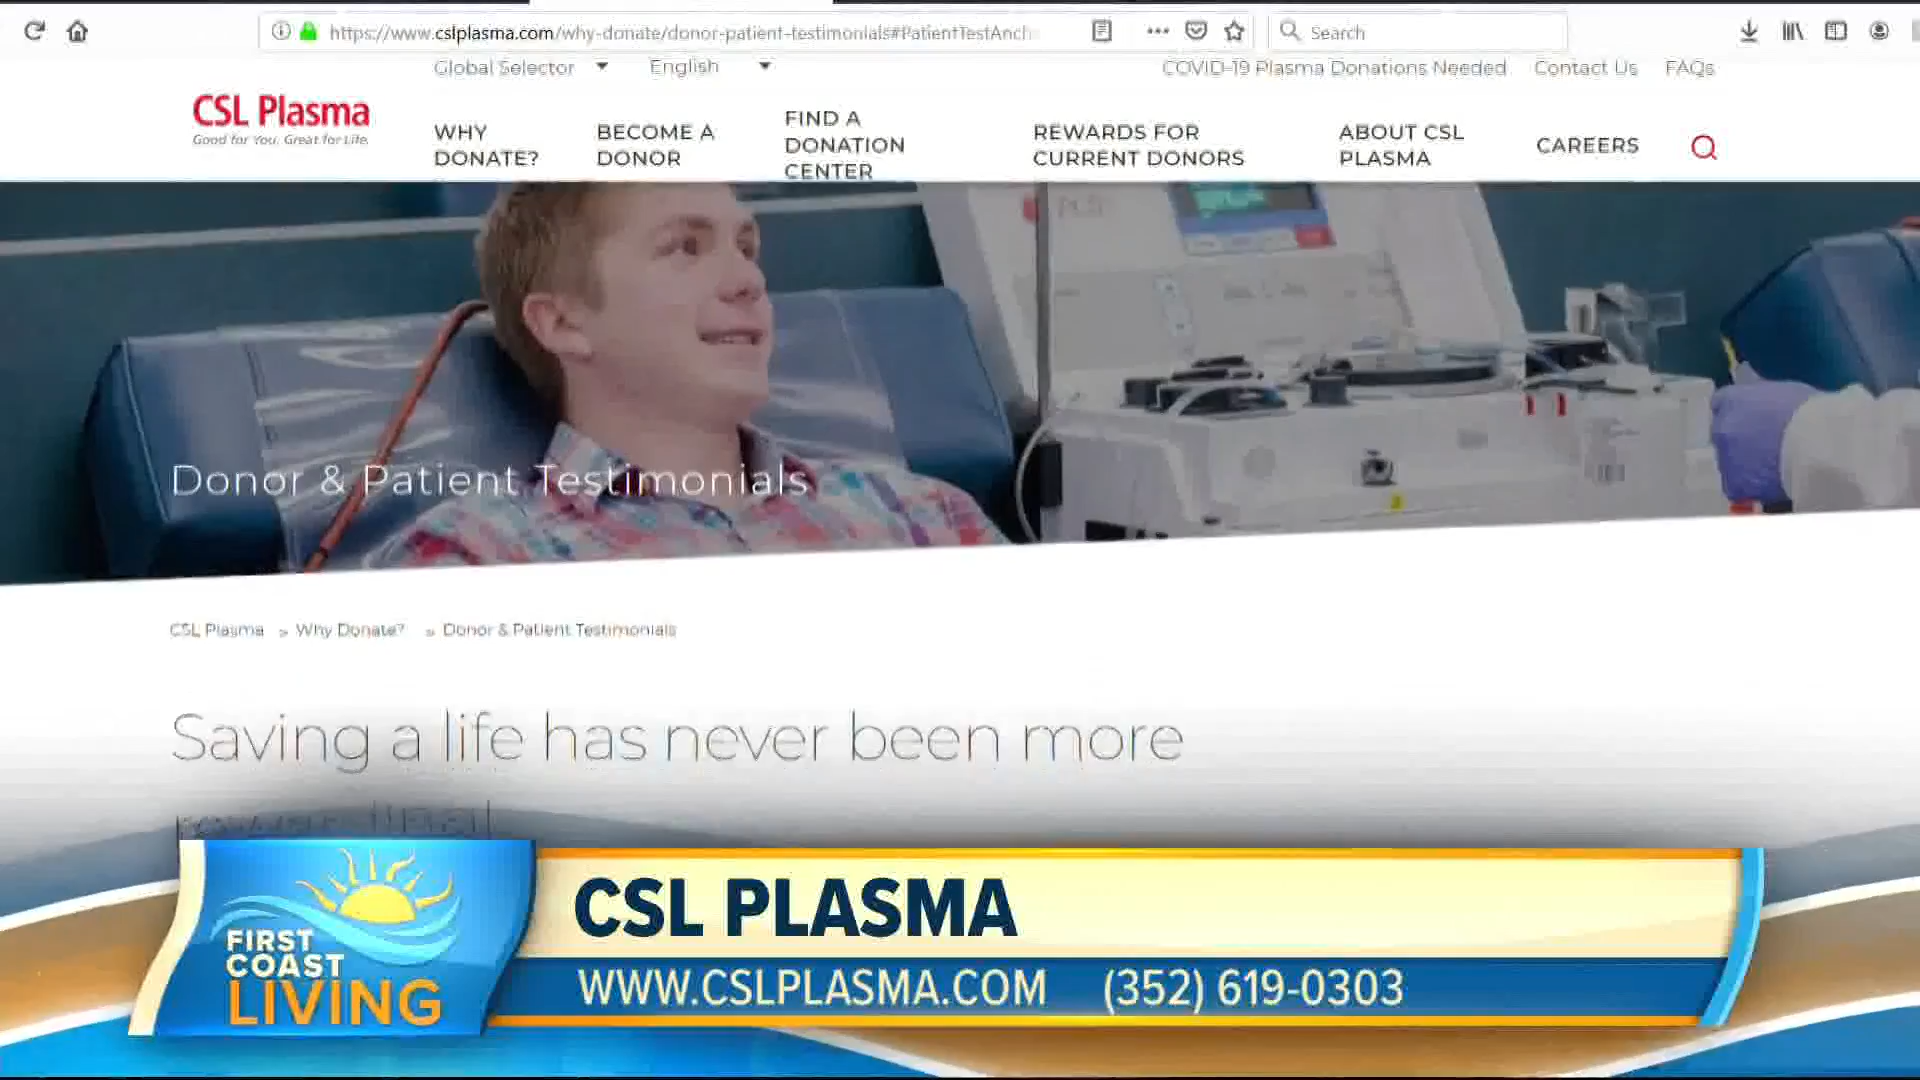 https://www.cslplasma.com/why-donate/donor-patient-testimonials#PatientTestAnch
Search
Global Selector
English
COVID-19 Plasma Donations Needed
Contact Us
FAQs
CSL Plasma
Good for You. Great for Life.
WHY
DONATE?
BECOME A
DONOR
FIND A
DONATION
CENTER
REWARDS FOR
CURRENT DONORS
ABOUT CSL
PLASMA
CAREERS
Donor & Patient Testimonials
CSL Plasma » Why Donate? » Donor & Patient Testimonials
Saving a life has never been more
FIRST
COAST
LIVING
CSL PLASMA
WWW.CSLPLASMA.COM (352) 619-0303